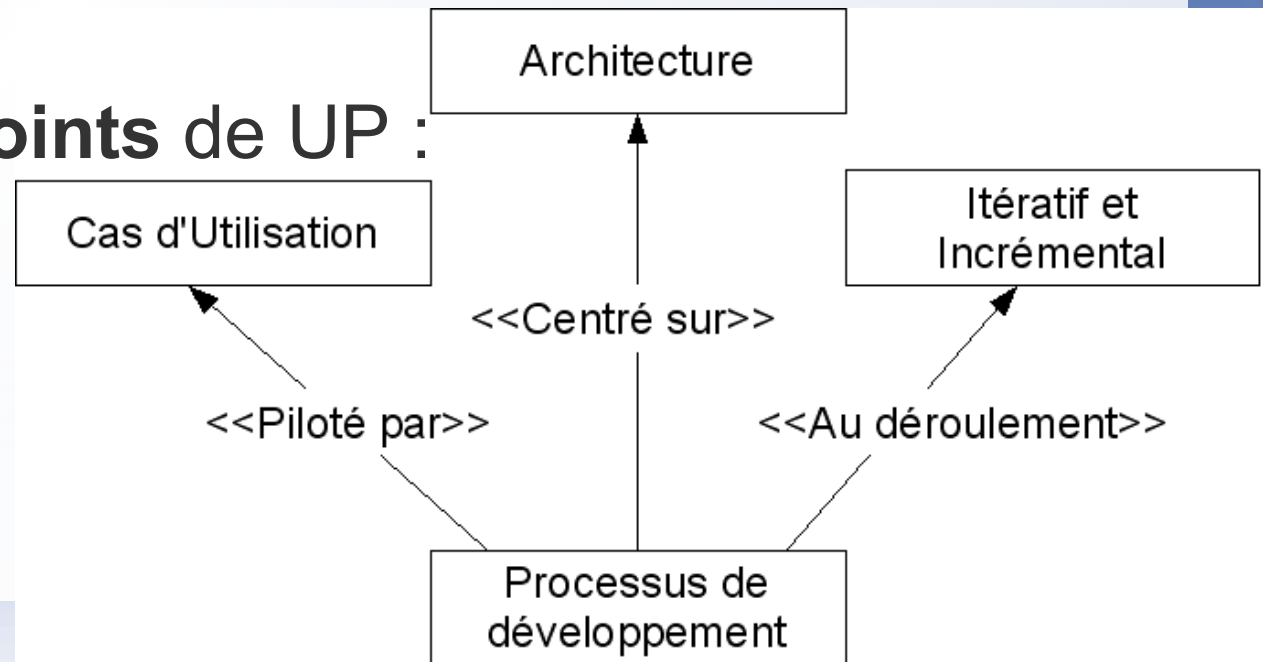 Architecture
oints de UP :
Cas d'Utilisation
Itératif et
Incrémental
<<Centré sur>>
<<Piloté par>>
<<Au déroulement>>
Processus de
développement